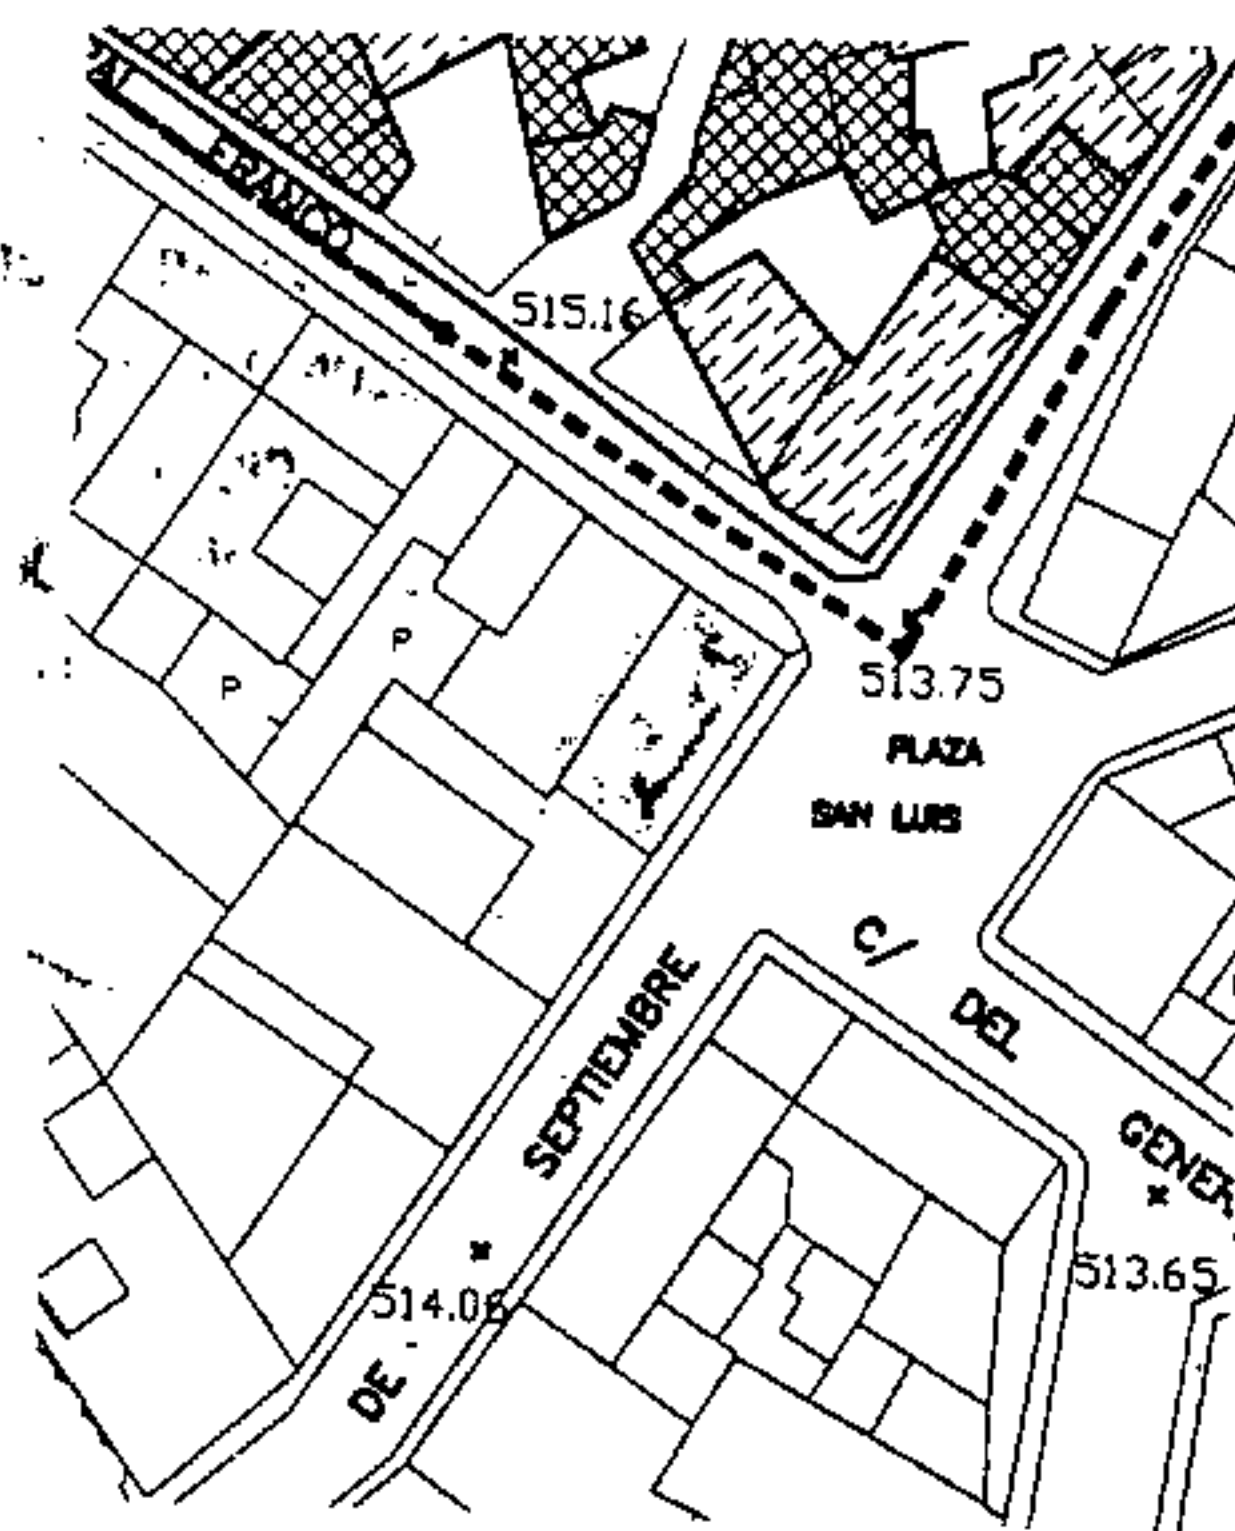 FRANCO
515.16
P
P
513.75
PLAZA
SAN LUIS
C/
DEL
SEPTIEMBRE
513.65
514.06
DE